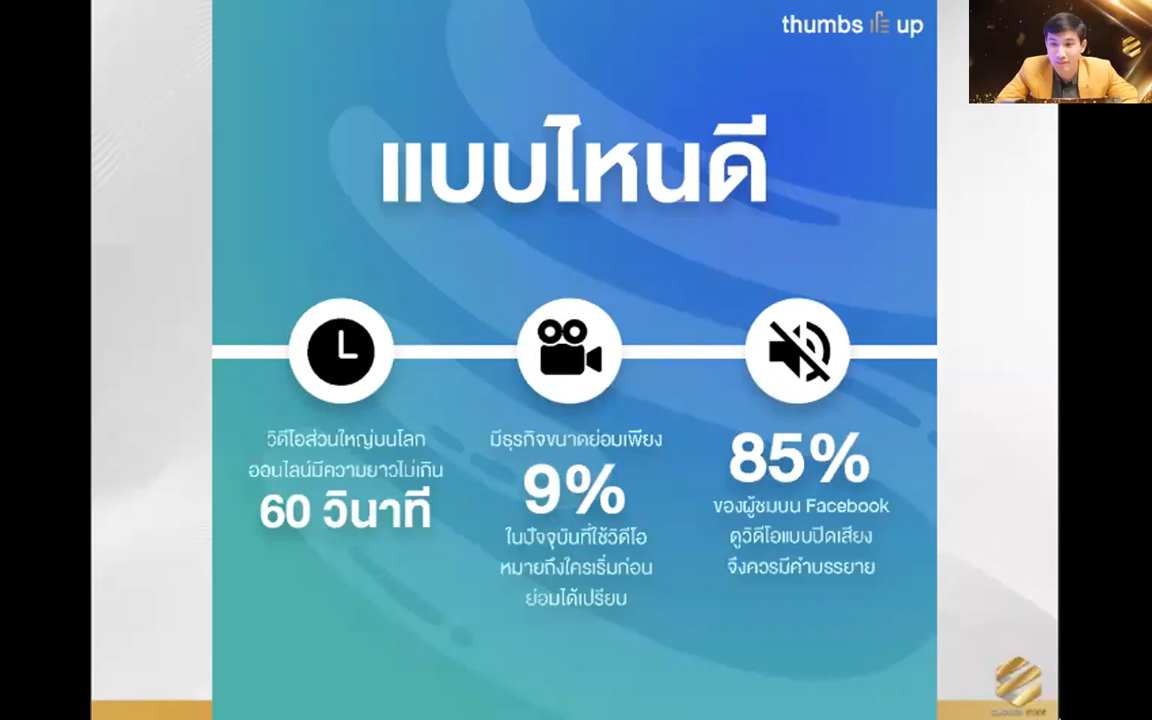 thumbs up
แบบไหนดี
วิดีโอส่วนใหญ่บนโลก
ออนไลน์มีความยาวไม่เกิน
60 วินาที
มีธุรกิจขนาดย่อมเพียง
9%
ในปัจจุบันที่ใช้วิดีโอ
หมายถึงใครเริ่มก่อน
ย่อมได้เปรียบ
85%
ของผู้ชมบน Facebook
ดูวิดีโอแบบปิดเสียง
จึงควรมีคำบรรยาย